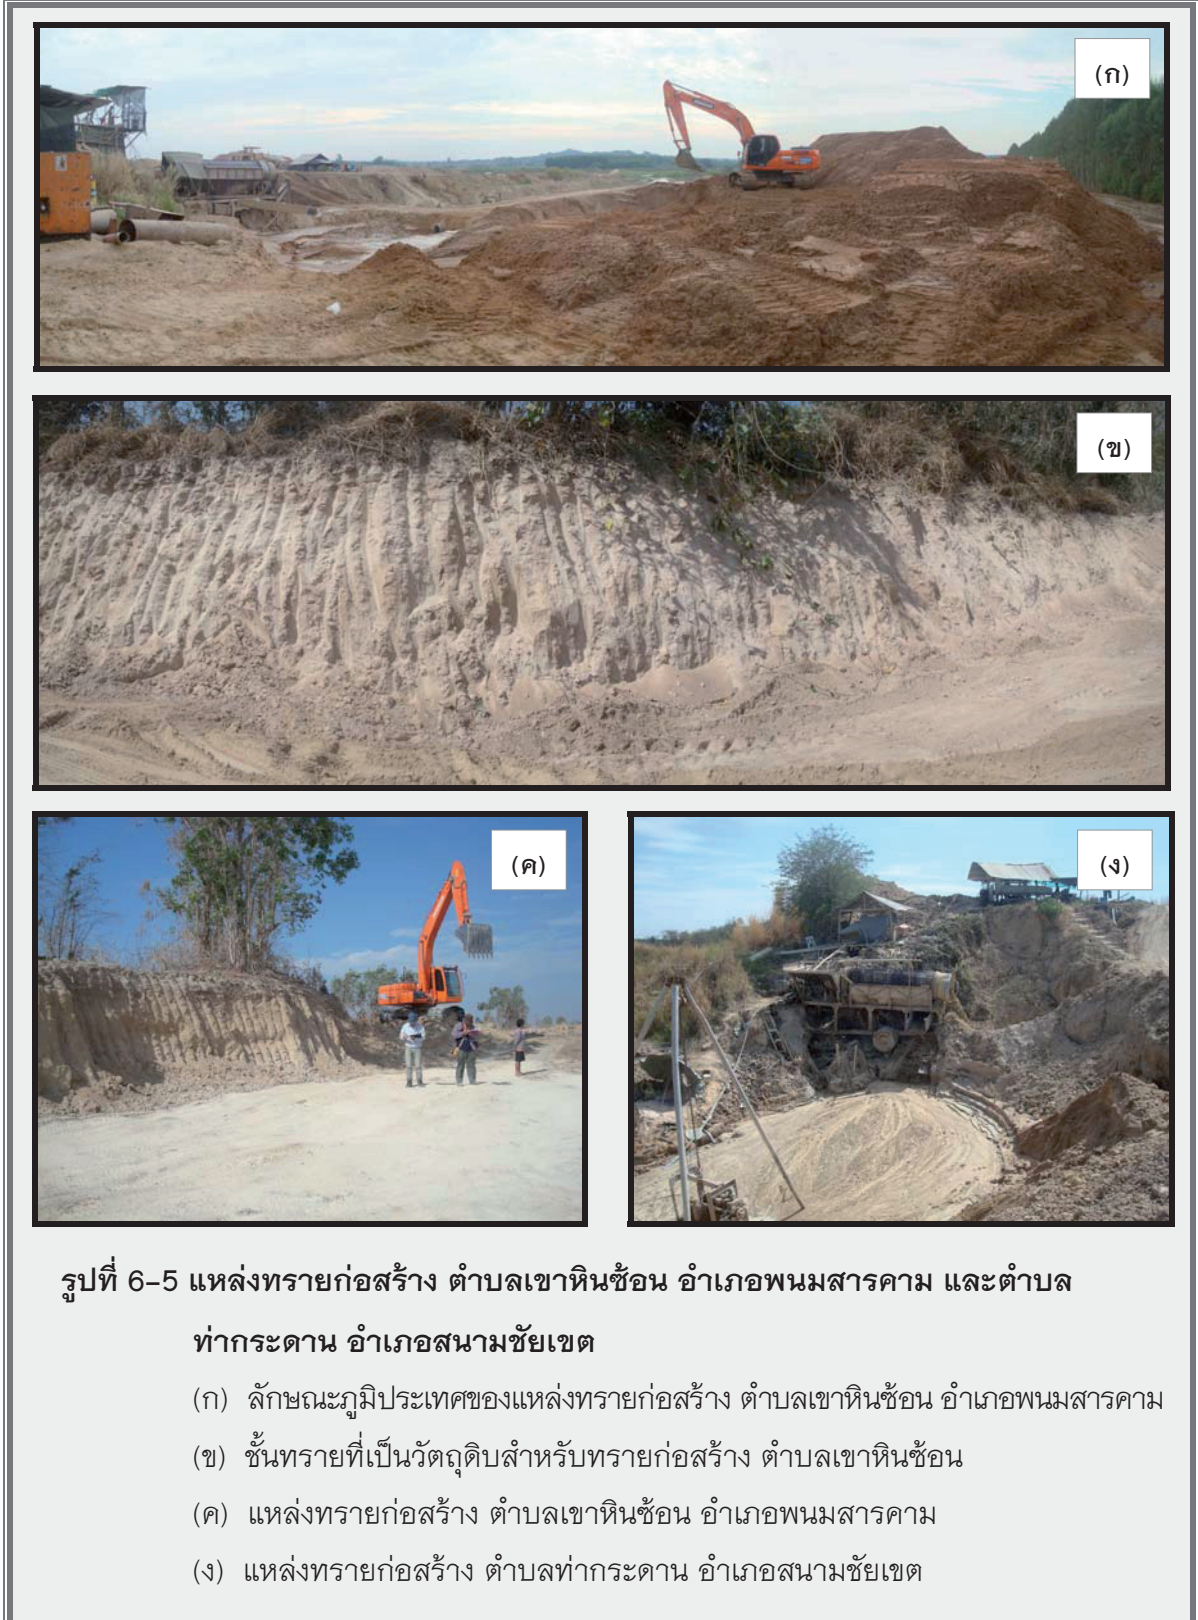 (ก)
(ข)
(ค)
(ง)
รูปที่ 6-5 แหล่งทรายก่อสร้าง ตำบลเขาหินซ้อน อำเภอพนมสารคาม และตำบล
ท่ากระดาน อำเภอสนามชัยเขต
(ก) ลักษณะภูมิประเทศของแหล่งทรายก่อสร้าง ตำบลเขาหินซ้อน อำเภอพนมสารคาม
(ข) ชั้นทรายที่เป็นวัตถุดิบสำหรับทรายก่อสร้าง ตำบลเขาหินซ้อน
(ค) แหล่งทรายก่อสร้าง ตำบลเขาหินซ้อน อำเภอพนมสารคาม
(ง) แหล่งทรายก่อสร้าง ตำบลท่ากระดาน อำเภอสนามชัยเขต